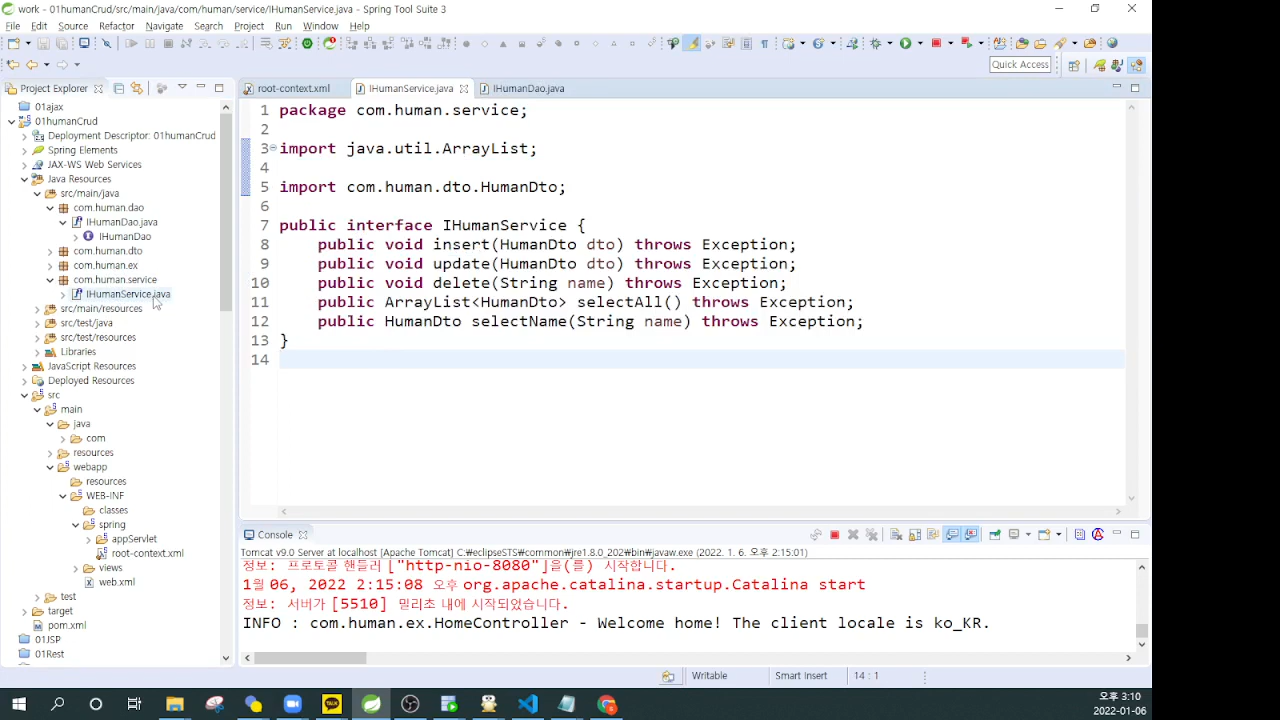 work - 01humanCrud/src/main/java/com/human/service/IHumanService.java - Spring Tool Suite 3
File Edit Source Refactor Navigate Search Project Run Window Help
Quick Access
Project Explorer
root-context.xml
IHumanService.java
IHumanDao.java
01ajax
01humanCrud
Deployment Descriptor: 01humanCrud
Spring Elements
JAX-WS Web Services
Java Resources
src/main/java
com.human.dao
IHumanDao.java
IHumanDao
com.human.dto
com.human.ex
com.human.service
IHumanService.java
src/main/resources
src/test/java
src/test/resources
Libraries
JavaScript Resources
Deployed Resources
src
main
java
com
resources
webapp
resources
WEB-INF
classes
spring
appServlet
root-context.xml
views
web.xml
test
target
pom.xml
01JSP
01Rest
1 package com.human.service;
2
3 import java.util.ArrayList;
4
5 import com.human.dto.HumanDto;
6
7 public interface IHumanService {
8 public void insert(HumanDto dto) throws Exception;
9 public void update(HumanDto dto) throws Exception;
10 public void delete(String name) throws Exception;
11 public ArrayList<HumanDto> selectAll() throws Exception;
12 public HumanDto selectName(String name) throws Exception;
13 }
14
Console
Tomcat v9.0 Server at localhost [Apache Tomcat] C:\eclipseSTS\common\jre1.8.0_202\bin\javaw.exe (2022. 1. 6. 오후 2:15:01)
정보: 프로토콜 핸들러 ["http-nio-8080"]을(를) 시작합니다.
1월 06, 2022 2:15:08 오후 org.apache.catalina.startup.Catalina start
정보: 서버가 [5510] 밀리초 내에 시작되었습니다.
INFO : com.human.ex.HomeController - Welcome home! The client locale is ko_KR.
Writable
Smart Insert
14 : 1
TALK
오후 3:10
2022-01-06